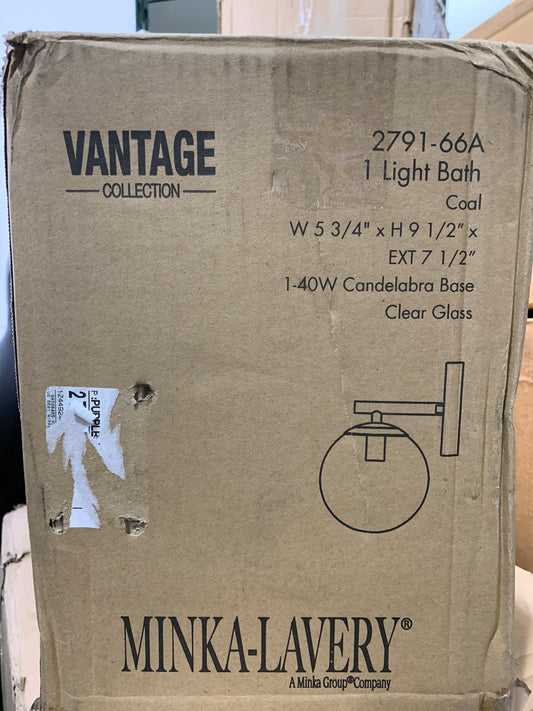 VANTAGE
COLLECTION
2791-66A
1 Light Bath
Coal
W 5 3/4" x H 9 1/2" x
EXT 7 1/2"
1-40W Candelabra Base
Clear Glass
PURPLE
MINKA-LAVERY®
A Minka Group®Company